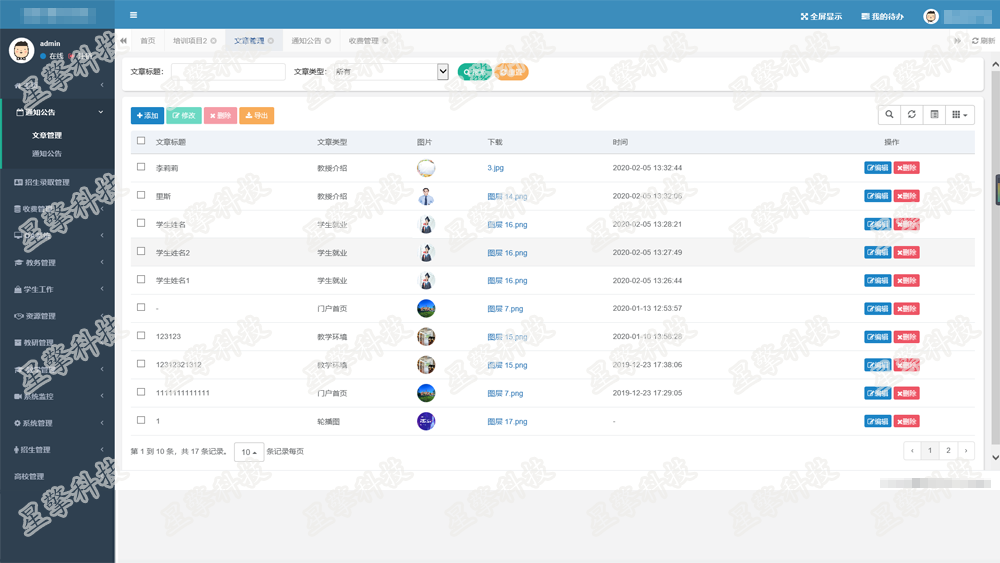 全屏显示 我的待办
admin
在线
首页 培训项目2 文章管理 通知公告 收费管理 刷新
文章标题： 文章类型： 所有
通知公告
文章管理
通知公告
招生录取管理
收费管理
教务管理
学生工作
资源管理
教研管理
系统监控
系统管理
招生管理
高校管理
添加 修改 删除 导出
文章标题 文章类型 图片 下载 时间 操作
李莉莉 教授介绍 3.jpg 2020-02-05 13:32:44 编辑 删除
里斯 教授介绍 图层 14.png 2020-02-05 13:32:06 编辑 删除
学生姓名 学生就业 图层 16.png 2020-02-05 13:28:21 编辑 删除
学生姓名2 学生就业 图层 16.png 2020-02-05 13:27:49 编辑 删除
学生姓名1 学生就业 图层 16.png 2020-02-05 13:26:44 编辑 删除
- 门户首页 图层 7.png 2020-01-13 12:53:57 编辑 删除
123123 教学环境 图层 15.png 2020-01-10 13:56:28 编辑 删除
12312321312 教学环境 图层 15.png 2019-12-23 17:38:06 编辑 删除
1111111111111 门户首页 图层 7.png 2019-12-23 17:29:05 编辑 删除
1 轮播图 图层 17.png - 编辑 删除
第 1 到 10 条，共 17 条记录。 10 条记录每页
‹ 1 2 ›
星擎科技